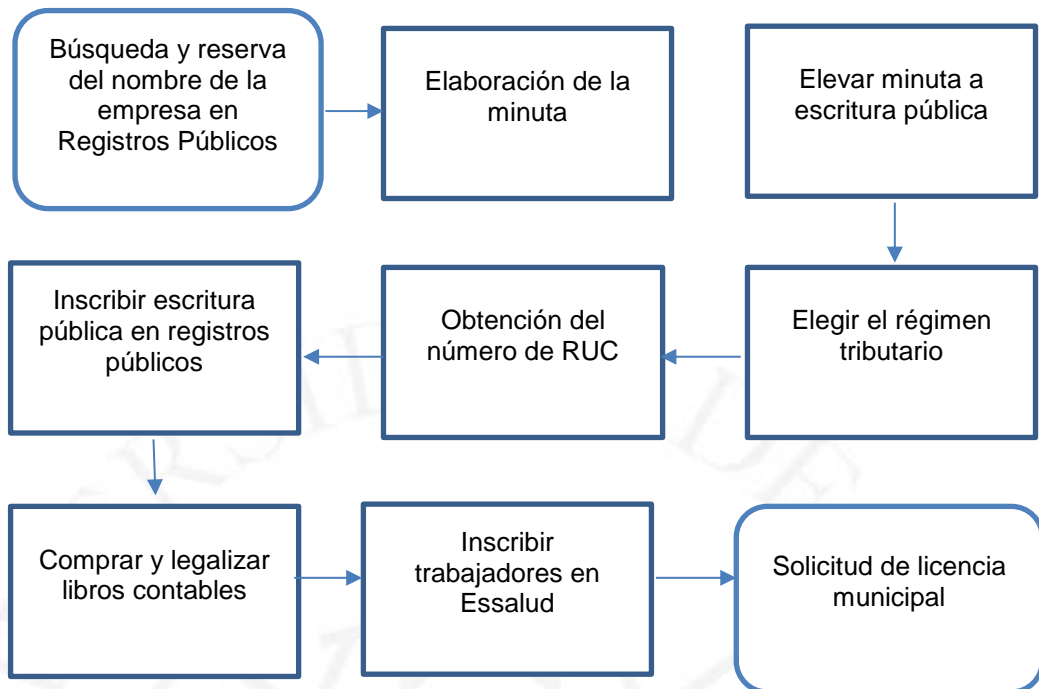 Búsqueda y reserva
del nombre de la
empresa en
Registros Públicos
Elaboración de la
minuta
Elevar minuta a
escritura pública
Inscribir escritura
pública en registros
públicos
Obtención del
número de RUC
Elegir el régimen
tributario
Comprar y legalizar
libros contables
Inscribir
trabajadores en
Essalud
Solicitud de licencia
municipal